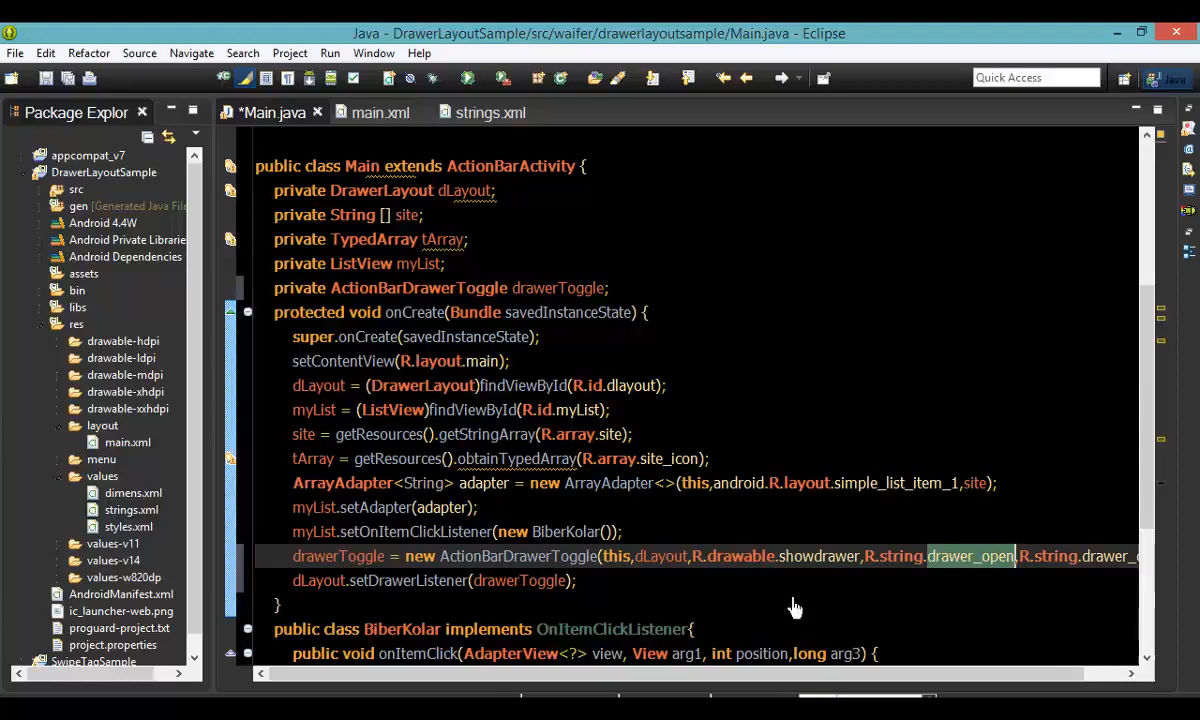 Java - DrawerLayoutSample/src/waifer/drawerlayoutsample/Main.java - Eclipse
File Edit Refactor Source Navigate Search Project Run Window Help
Quick Access
Java
Package Explor
*Main.java main.xml strings.xml
appcompat_v7
DrawerLayoutSample
src
gen [Generated Java File
Android 4.4W
Android Private Librarie
Android Dependencies
assets
bin
libs
res
drawable-hdpi
drawable-ldpi
drawable-mdpi
drawable-xhdpi
drawable-xxhdpi
layout
main.xml
menu
values
dimens.xml
strings.xml
styles.xml
values-v11
values-v14
values-w820dp
AndroidManifest.xml
ic_launcher-web.png
proguard-project.txt
project.properties
SwipeTagSample
public class Main extends ActionBarActivity {
private DrawerLayout dLayout;
private String [] site;
private TypedArray tArray;
private ListView myList;
private ActionBarDrawerToggle drawerToggle;
protected void onCreate(Bundle savedInstanceState) {
super.onCreate(savedInstanceState);
setContentView(R.layout.main);
dLayout = (DrawerLayout)findViewById(R.id.dlayout);
myList = (ListView)findViewById(R.id.myList);
site = getResources().getStringArray(R.array.site);
tArray = getResources().obtainTypedArray(R.array.site_icon);
ArrayAdapter<String> adapter = new ArrayAdapter<>(this,android.R.layout.simple_list_item_1,site);
myList.setAdapter(adapter);
myList.setOnItemClickListener(new BiberKolar());
drawerToggle = new ActionBarDrawerToggle(this,dLayout,R.drawable.showdrawer,R.string.drawer_open,R.string.drawer_c
dLayout.setDrawerListener(drawerToggle);
}
public class BiberKolar implements OnItemClickListener{
public void onItemClick(AdapterView<?> view, View arg1, int position,long arg3) {